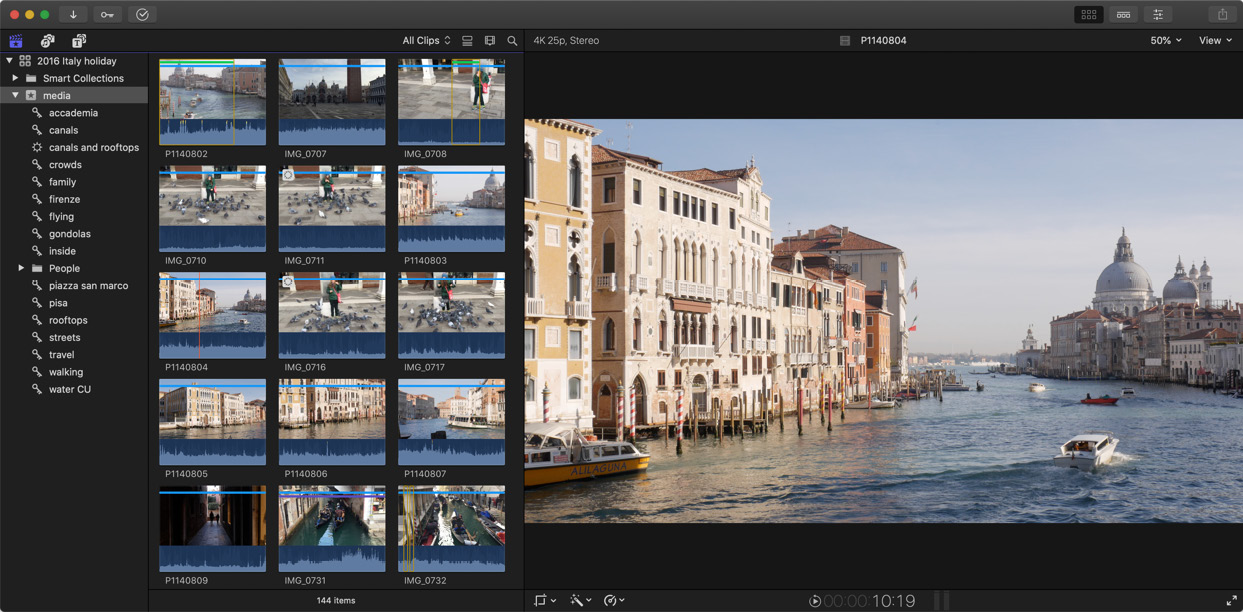 All Clips
4K 25p, Stereo
P1140804
50%
View
2016 Italy holiday
Smart Collections
media
accademia
canals
canals and rooftops
crowds
family
firenze
flying
gondolas
inside
People
piazza san marco
pisa
rooftops
streets
travel
walking
water CU
P1140802
IMG_0707
IMG_0708
IMG_0710
IMG_0711
P1140803
P1140804
IMG_0716
IMG_0717
P1140805
P1140806
P1140807
P1140809
IMG_0731
IMG_0732
144 items
ALILAGUNA
00:00:10:19